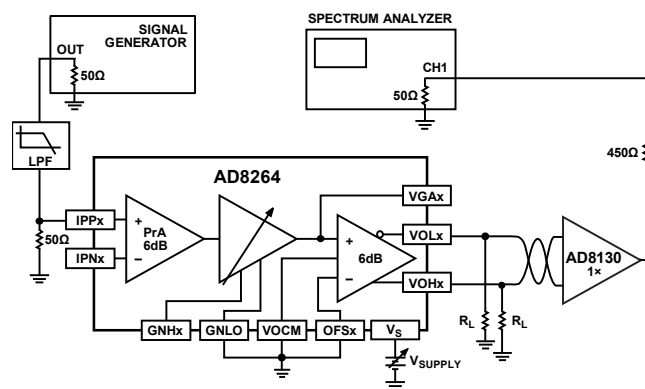 SPECTRUM ANALYZER
SIGNAL
GENERATOR
OUT
50Ω
CH1
50Ω
LPF
450Ω
AD8264
IPPx
PrA
6dB
+
−
50Ω
IPNx
VGAx
VOLx
+
6dB
−
VOHx
AD8130
1×
GNHx
GNLO
VOCM
OFSx
VS
RL
RL
VSUPPLY